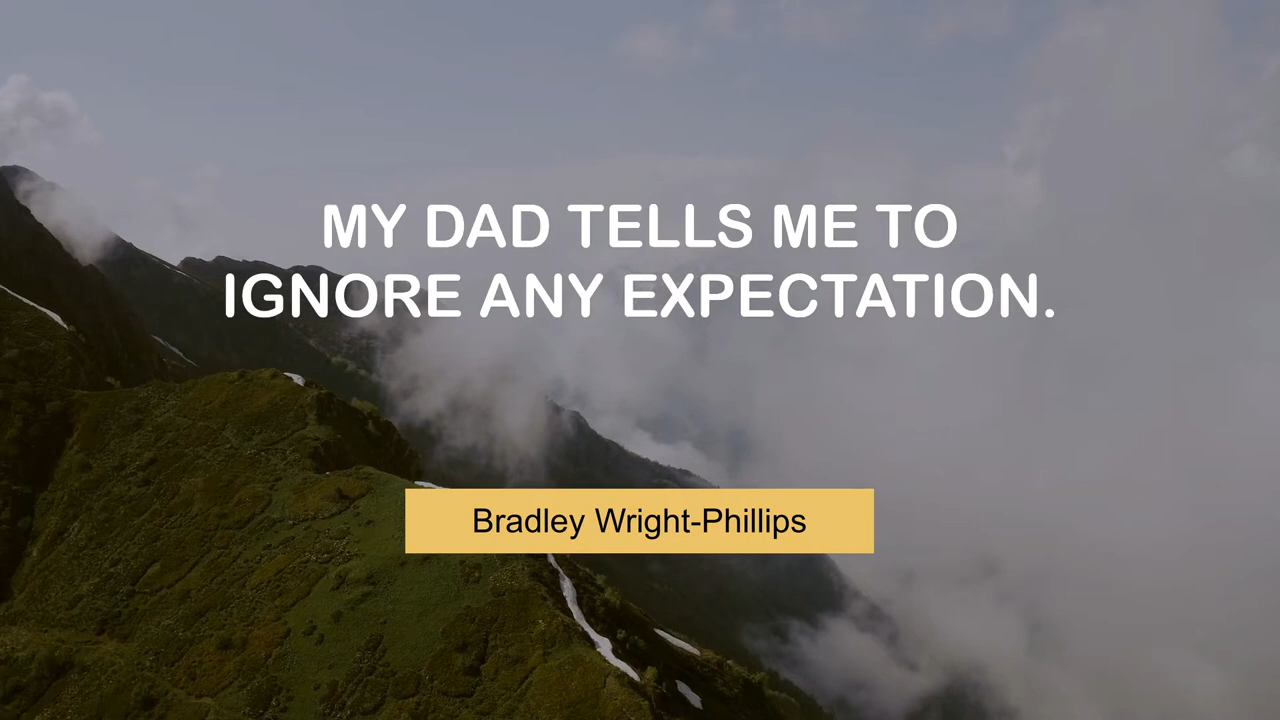 MY DAD TELLS ME TO
IGNORE ANY EXPECTATION.
Bradley Wright-Phillips